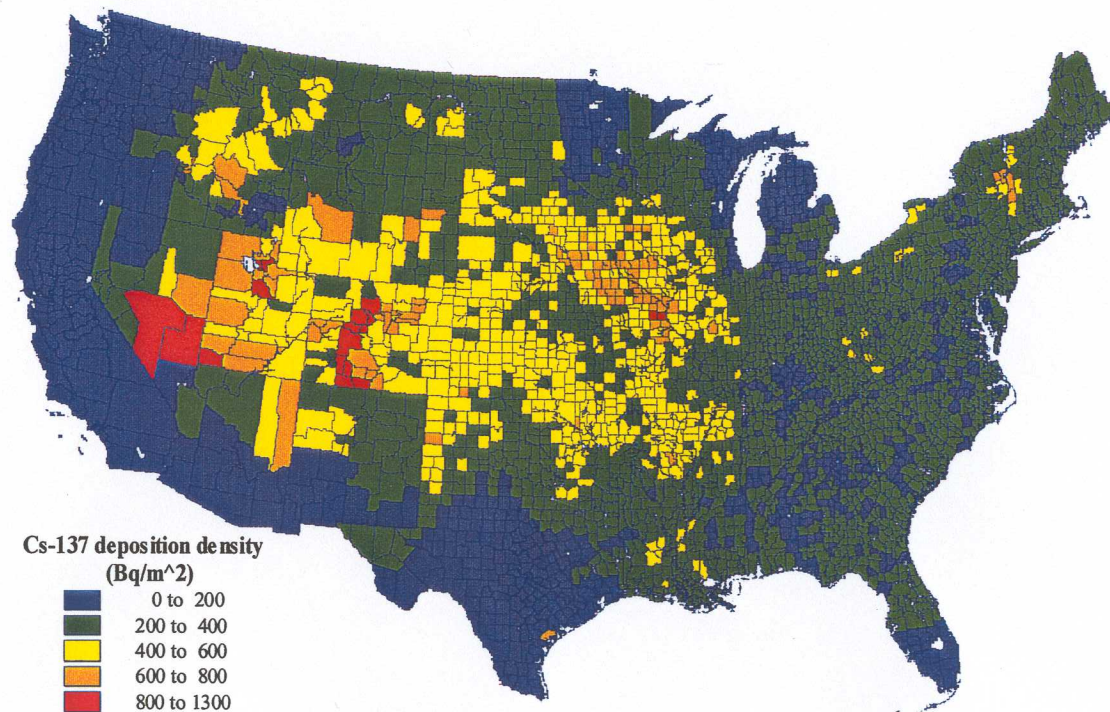 Cs-137 deposition density
(Bq/m^2)
0 to 200
200 to 400
400 to 600
600 to 800
800 to 1300